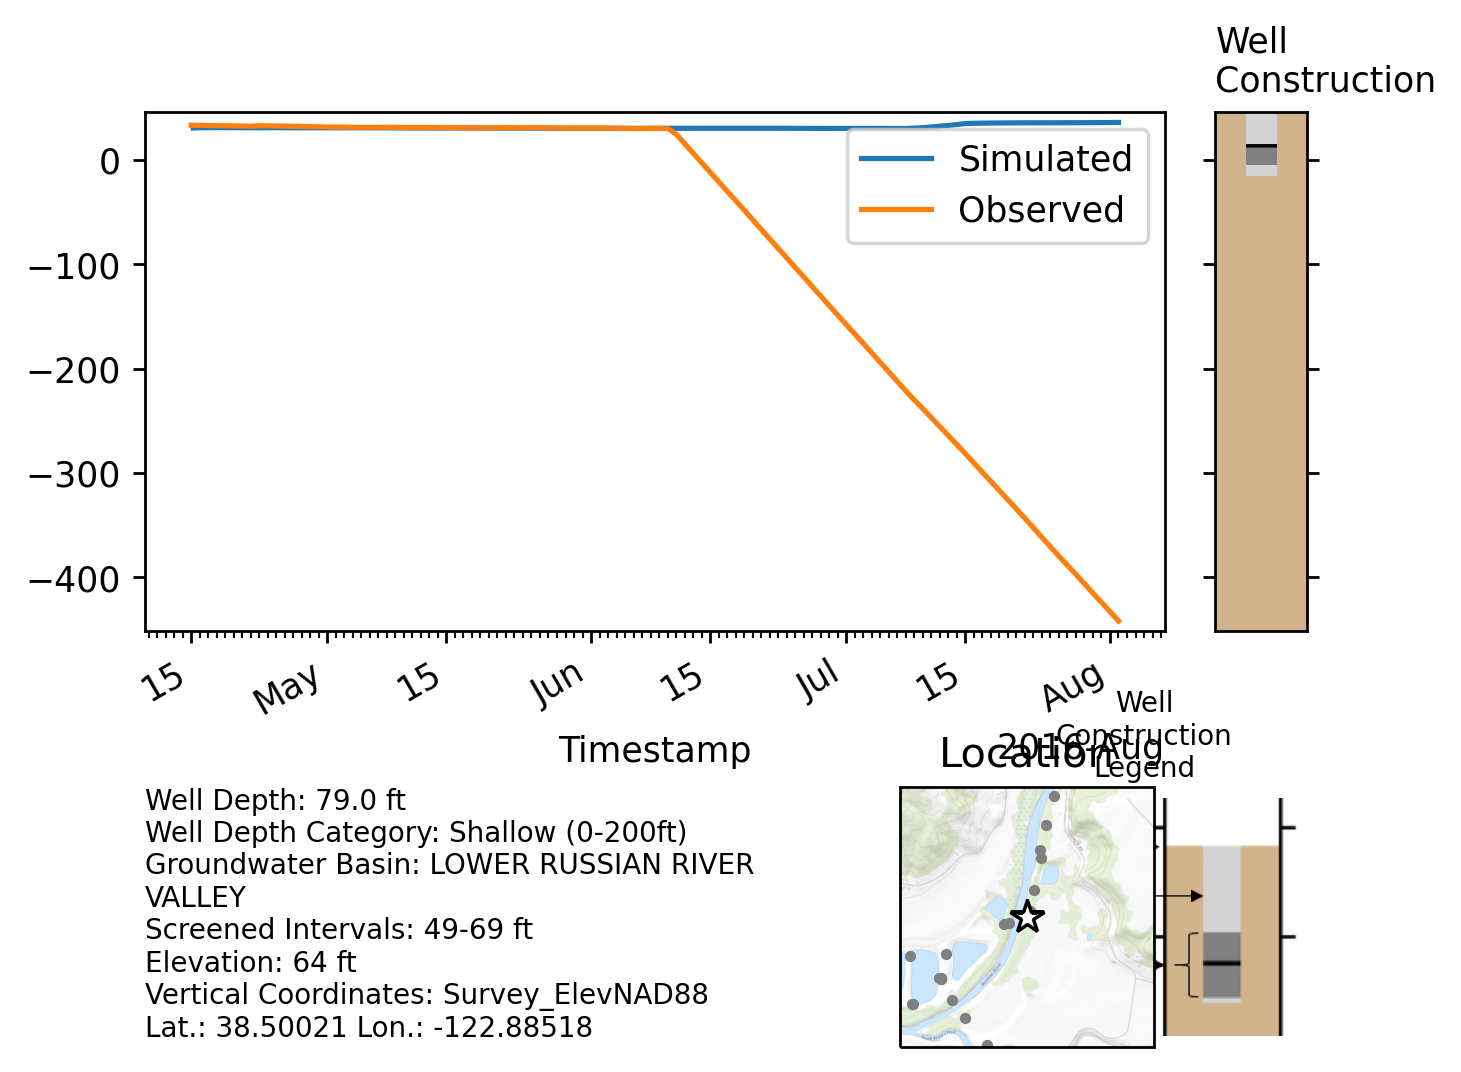 Well
Construction
Simulated
Observed
0
−100
−200
−300
−400
15
May
15
Jun
15
Jul
15
Aug
Timestamp
2016-Aug
Location
Well
Construction
Legend
Well Depth: 79.0 ft
Well Depth Category: Shallow (0-200ft)
Groundwater Basin: LOWER RUSSIAN RIVER
VALLEY
Screened Intervals: 49-69 ft
Elevation: 64 ft
Vertical Coordinates: Survey_ElevNAD88
Lat.: 38.50021 Lon.: -122.88518